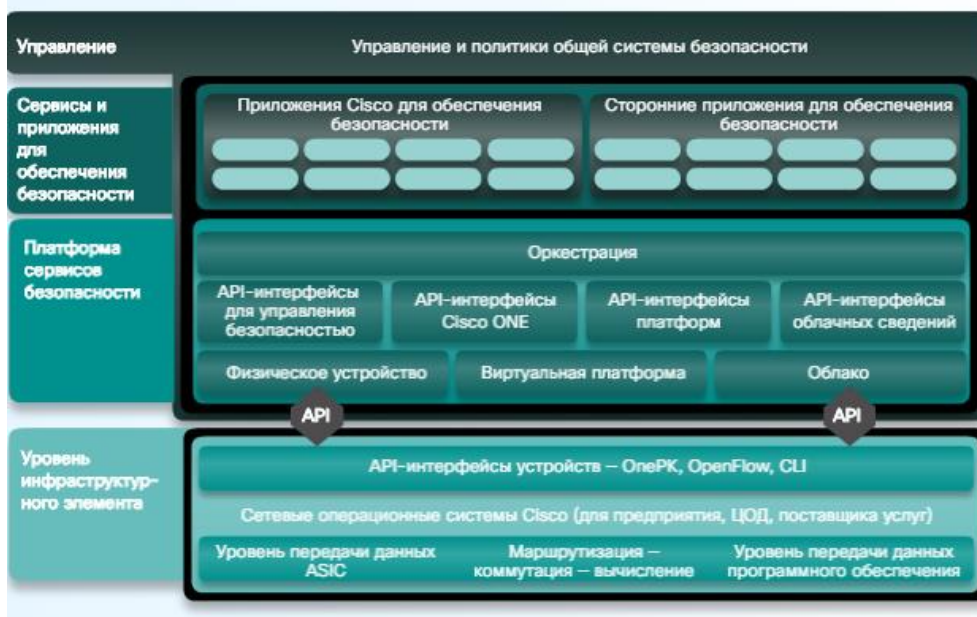 Управление
Управление и политики общей системы безопасности
Сервисы и
приложения
для
обеспечения
безопасности
Приложения Cisco для обеспечения
безопасности
Сторонние приложения для обеспечения
безопасности
Платформа
сервисов
безопасности
Оркестрация
API-интерфейсы
для управления
безопасностью
API-интерфейсы
Cisco ONE
API-интерфейсы
платформ
API-интерфейсы
облачных сведений
Физическое устройство
Виртуальная платформа
Облако
API
API
Уровень
инфраструктур-
ного элемента
API-интерфейсы устройств – OnePK, OpenFlow, CLI
Сетевые операционные системы Cisco (для предприятия, ЦОД, поставщика услуг)
Уровень передачи данных
ASIC
Маршрутизация –
коммутация – вычисление
Уровень передачи данных
программного обеспечения